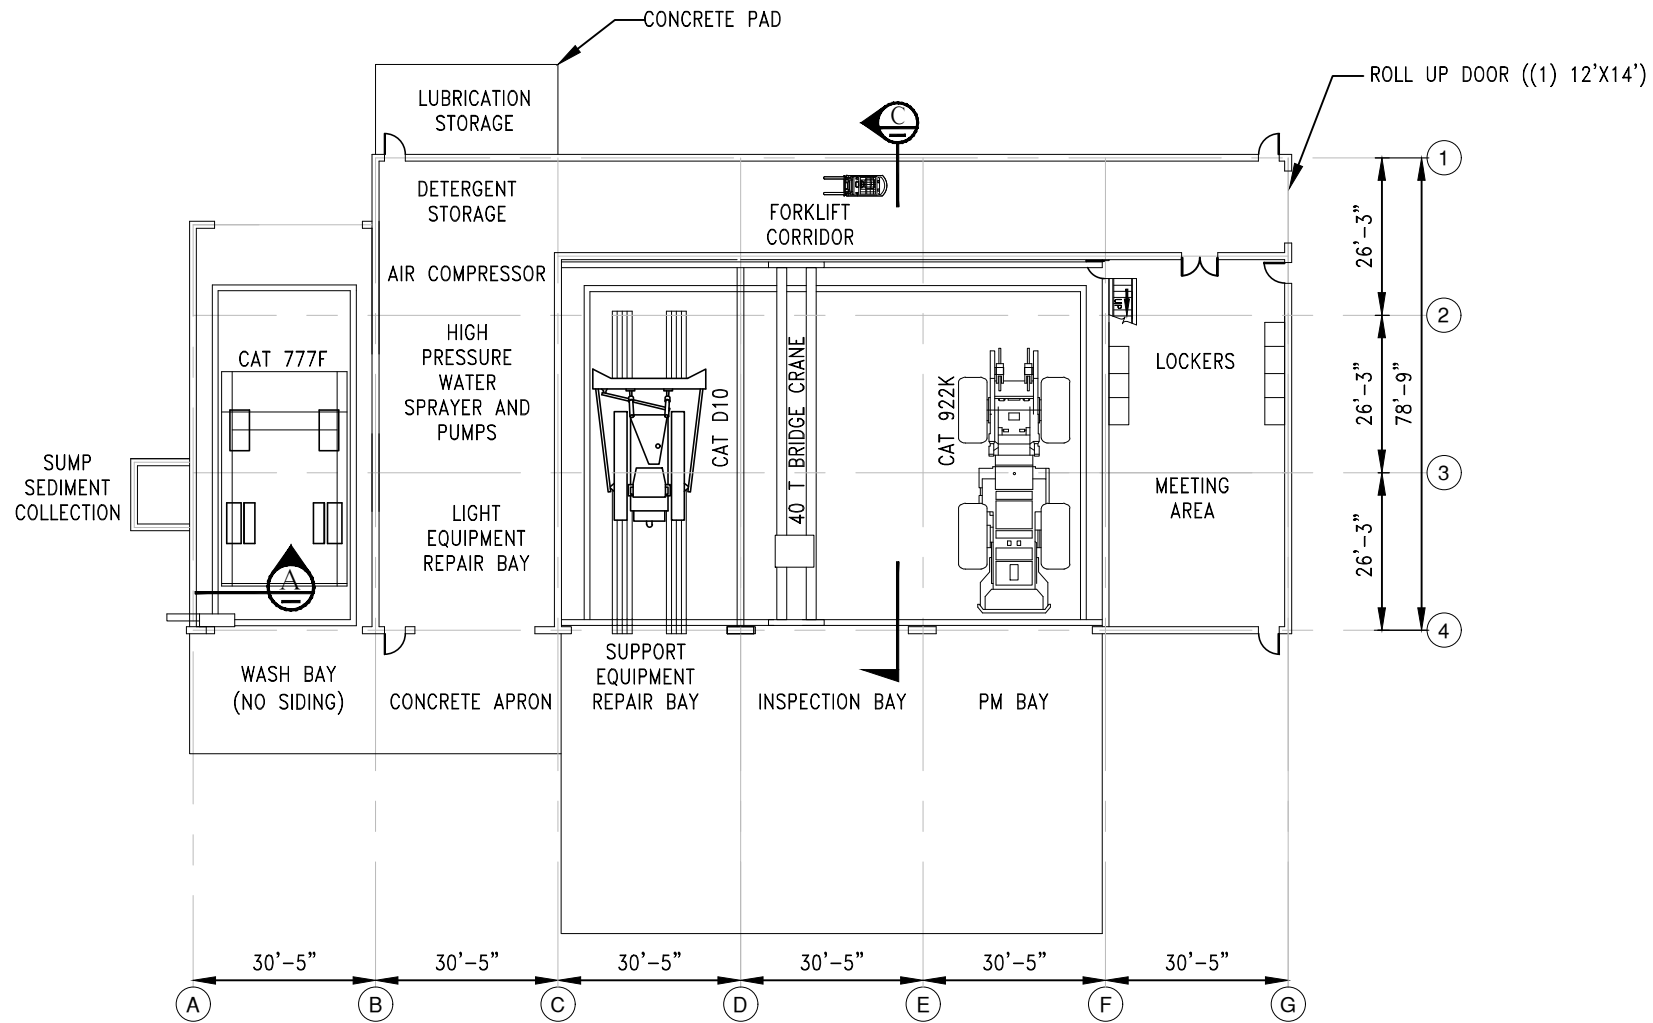 CONCRETE PAD
ROLL UP DOOR ((1) 12'X14')
LUBRICATION
STORAGE
C
1
DETERGENT
STORAGE
FORKLIFT
CORRIDOR
26'-3"
AIR COMPRESSOR
UP
2
HIGH
PRESSURE
WATER
SPRAYER AND
PUMPS
CAT 777F
CAT D10
40 T BRIDGE CRANE
CAT 922K
LOCKERS
26'-3"
78'-9"
SUMP
SEDIMENT
COLLECTION
3
MEETING
AREA
LIGHT
EQUIPMENT
REPAIR BAY
26'-3"
A
4
WASH BAY
(NO SIDING)
CONCRETE APRON
SUPPORT
EQUIPMENT
REPAIR BAY
INSPECTION BAY
PM BAY
30'-5"
30'-5"
30'-5"
30'-5"
30'-5"
30'-5"
A
B
C
D
E
F
G